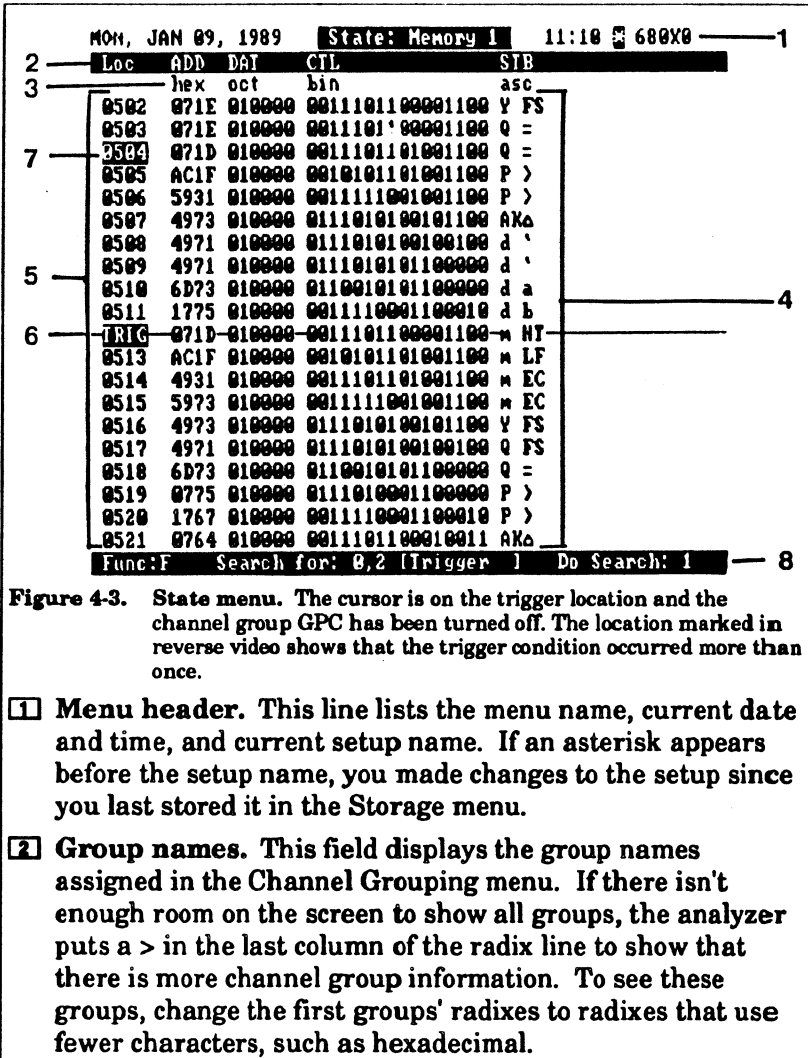 MON, JAN 09, 1989 State: Memory 1 11:10 * 680X0 1
2 Loc ADD DAT CTL STB
3 hex oct bin asc
0502 071E 010000 0011101100001100 Y FS
0503 071E 010000 0011101'00001100 Q =
7 0504 071D 010000 0011101101001100 Q =
0505 AC1F 010000 0010101101001100 P >
0506 5931 010000 0011111001001100 P >
0507 4973 010000 0111010100101100 AK△
0508 4971 010000 0111010100100100 d '
5 0509 4971 010000 0111010101100000 d '
0510 6D73 010000 0110010101100000 d a 4
0511 1775 010000 0011110001100010 d b
6 TRIG 071D 010000 0011101100001100 m HT
0513 AC1F 010000 0010101101001100 m LF
0514 4931 010000 0011101101001100 m EC
0515 5973 010000 0011111001001100 m EC
0516 4973 010000 0111010100101100 Y FS
0517 4971 010000 0111010100100100 Q FS
0518 6D73 010000 0110010101100000 Q =
0519 0775 010000 0111010001100000 P >
0520 1767 010000 0011110001100010 P >
0521 0764 010000 0011101100010011 AK△
Func:F Search for: 0,2 [Trigger ] Do Search: 1 8
Figure 4-3. State menu. The cursor is on the trigger location and the
channel group GPC has been turned off. The location marked in
reverse video shows that the trigger condition occurred more than
once.
1 Menu header. This line lists the menu name, current date
and time, and current setup name. If an asterisk appears
before the setup name, you made changes to the setup since
you last stored it in the Storage menu.
2 Group names. This field displays the group names
assigned in the Channel Grouping menu. If there isn't
enough room on the screen to show all groups, the analyzer
puts a > in the last column of the radix line to show that
there is more channel group information. To see these
groups, change the first groups' radixes to radixes that use
fewer characters, such as hexadecimal.